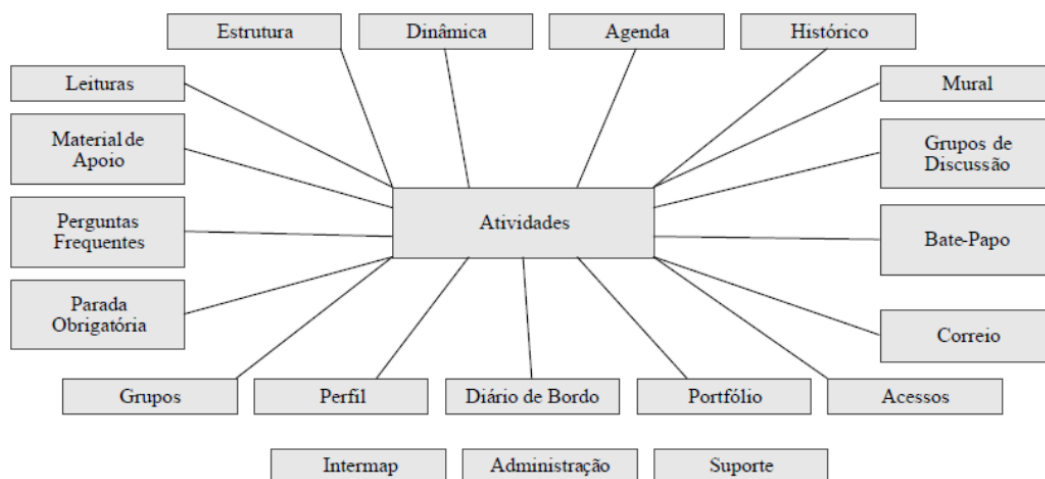 Estrutura
Dinâmica
Agenda
Histórico
Leituras
Mural
Material de
Apoio
Grupos de
Discussão
Perguntas
Frequentes
Atividades
Bate-Papo
Parada
Obrigatória
Correio
Grupos
Perfil
Diário de Bordo
Portfólio
Acessos
Intermap
Administração
Suporte